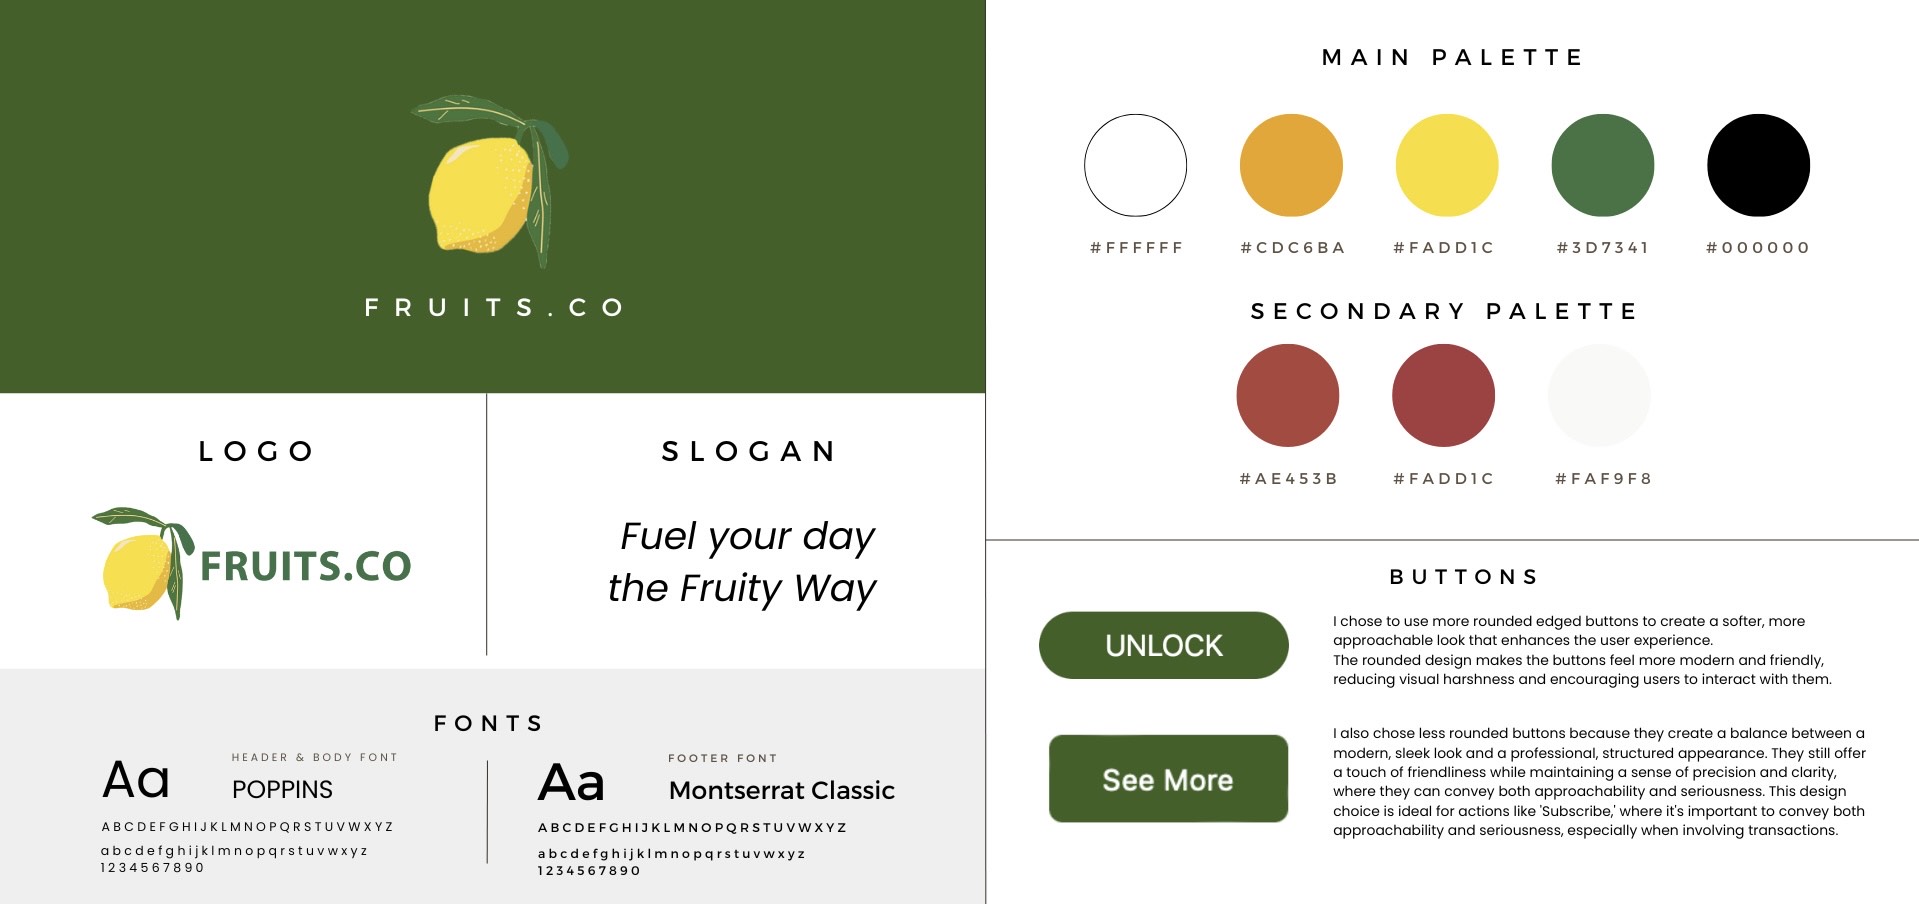 FRUITS.CO
LOGO
FRUITS.CO
SLOGAN
Fuel your day
the Fruity Way
FONTS
Aa
HEADER & BODY FONT
POPPINS
ABCDEFGHIJKLMNOPQRSTUVWXYZ
abcdefghijklmnopqrstuvwxyz
1234567890
Aa
FOOTER FONT
Montserrat Classic
ABCDEFGHIJKLMNOPQRSTUVWXYZ
abcdefghijklmnopqrstuvwxyz
1234567890
MAIN PALETTE
#FFFFFF
#CDC6BA
#FADD1C
#3D7341
#000000
SECONDARY PALETTE
#AE453B
#FADD1C
#FAF9F8
BUTTONS
UNLOCK
I chose to use more rounded edged buttons to create a softer, more
approachable look that enhances the user experience.
The rounded design makes the buttons feel more modern and friendly,
reducing visual harshness and encouraging users to interact with them.
See More
I also chose less rounded buttons because they create a balance between a
modern, sleek look and a professional, structured appearance. They still offer
a touch of friendliness while maintaining a sense of precision and clarity,
where they can convey both approachability and seriousness. This design
choice is ideal for actions like 'Subscribe,' where it's important to convey both
approachability and seriousness, especially when involving transactions.